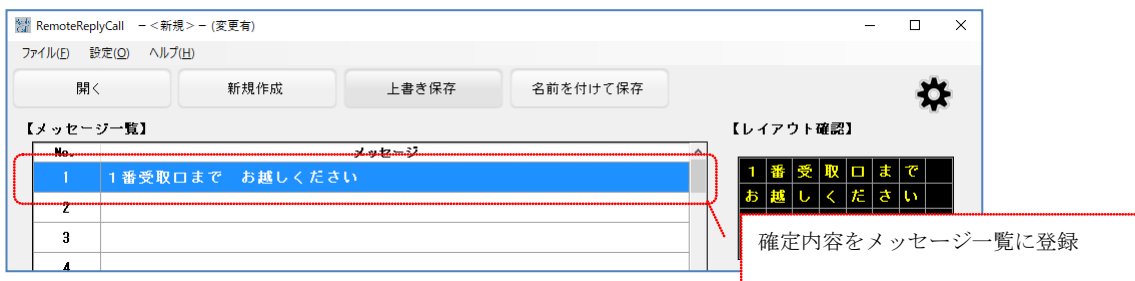 RemoteReplyCall －＜新規＞－ (変更有)
ファイル(F) 設定(O) ヘルプ(H)
開く 新規作成 上書き保存 名前を付けて保存
【メッセージ一覧】 【レイアウト確認】
No. メッセージ
1 １番受取口まで　お越しください
１番受取口まで
お越しください
2
3
4
確定内容をメッセージ一覧に登録